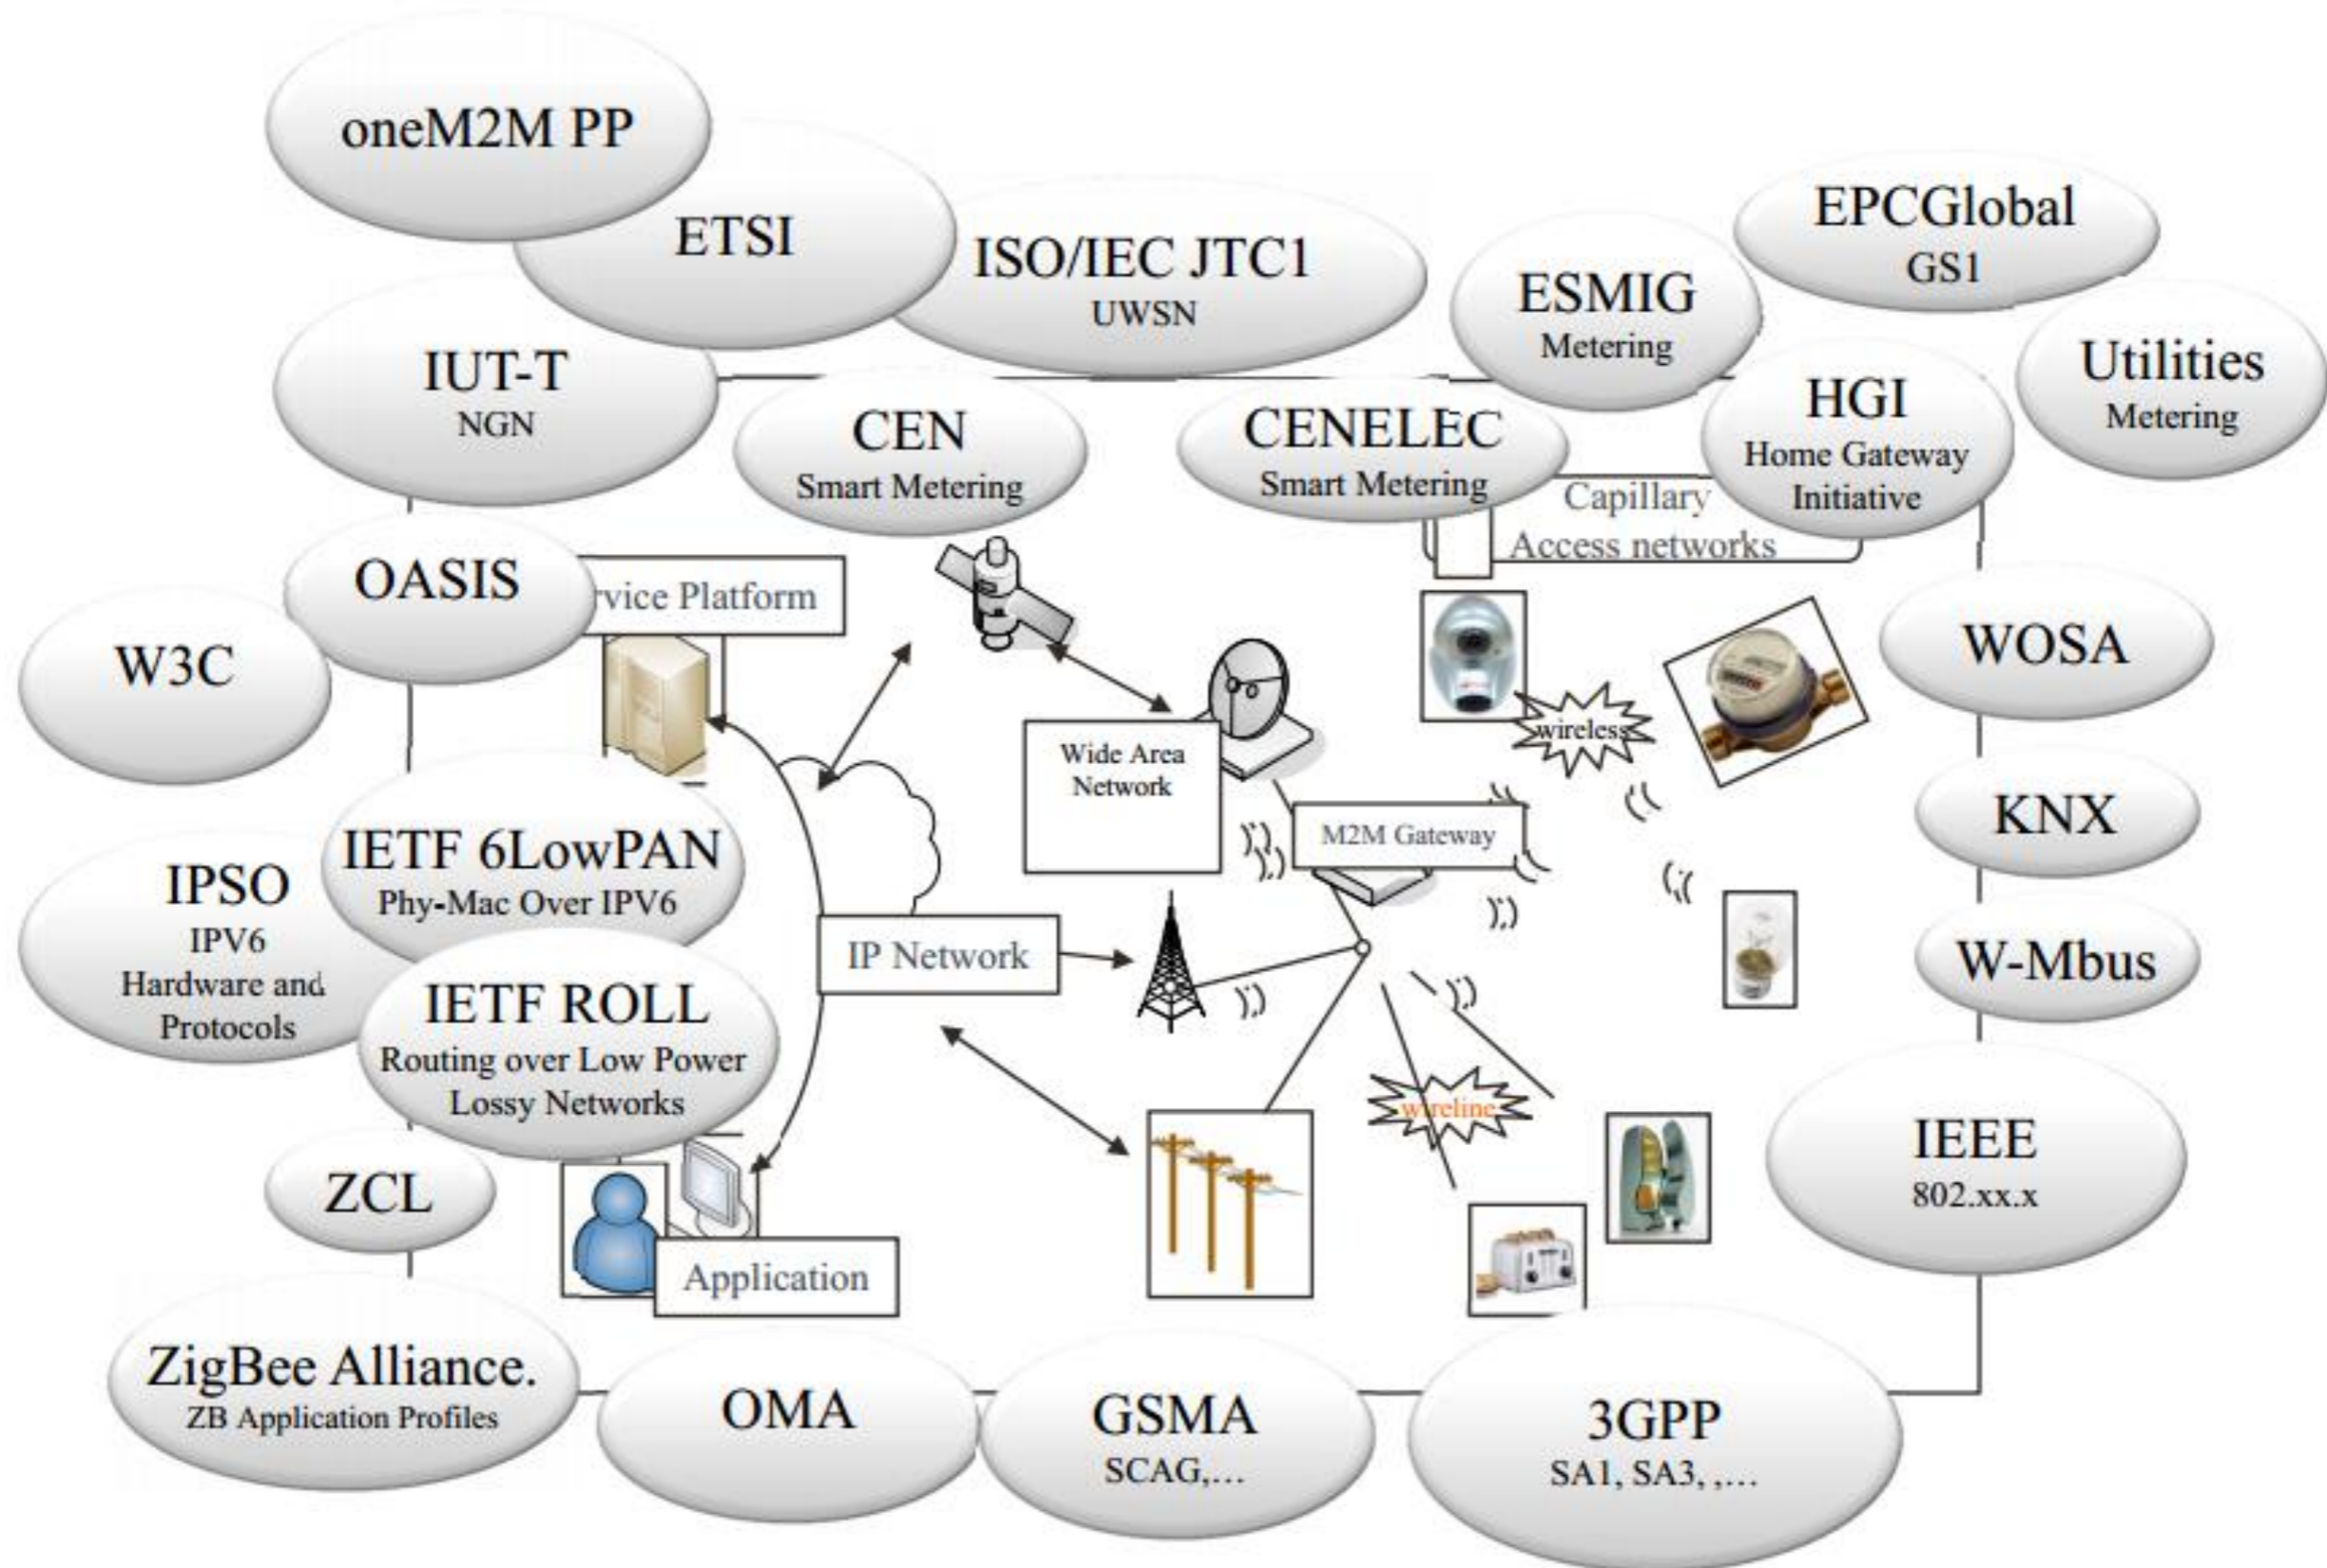 oneM2M PP
ETSI
ISO/IEC JTC1
UWSN
ESMIG
Metering
EPCGlobal
GS1
Utilities
Metering
IUT-T
NGN
CEN
Smart Metering
CENELEC
Smart Metering
HGI
Home Gateway
Initiative
Capillary
Access networks
OASIS
rvice Platform
W3C
WOSA
wireless
Wide Area
Network
M2M Gateway
KNX
IETF 6LowPAN
Phy-Mac Over IPV6
IPSO
IPV6
Hardware and
Protocols
IP Network
W-Mbus
IETF ROLL
Routing over Low Power
Lossy Networks
wireline
IEEE
802.xx.x
ZCL
Application
ZigBee Alliance.
ZB Application Profiles
OMA
GSMA
SCAG,...
3GPP
SA1, SA3, ,...